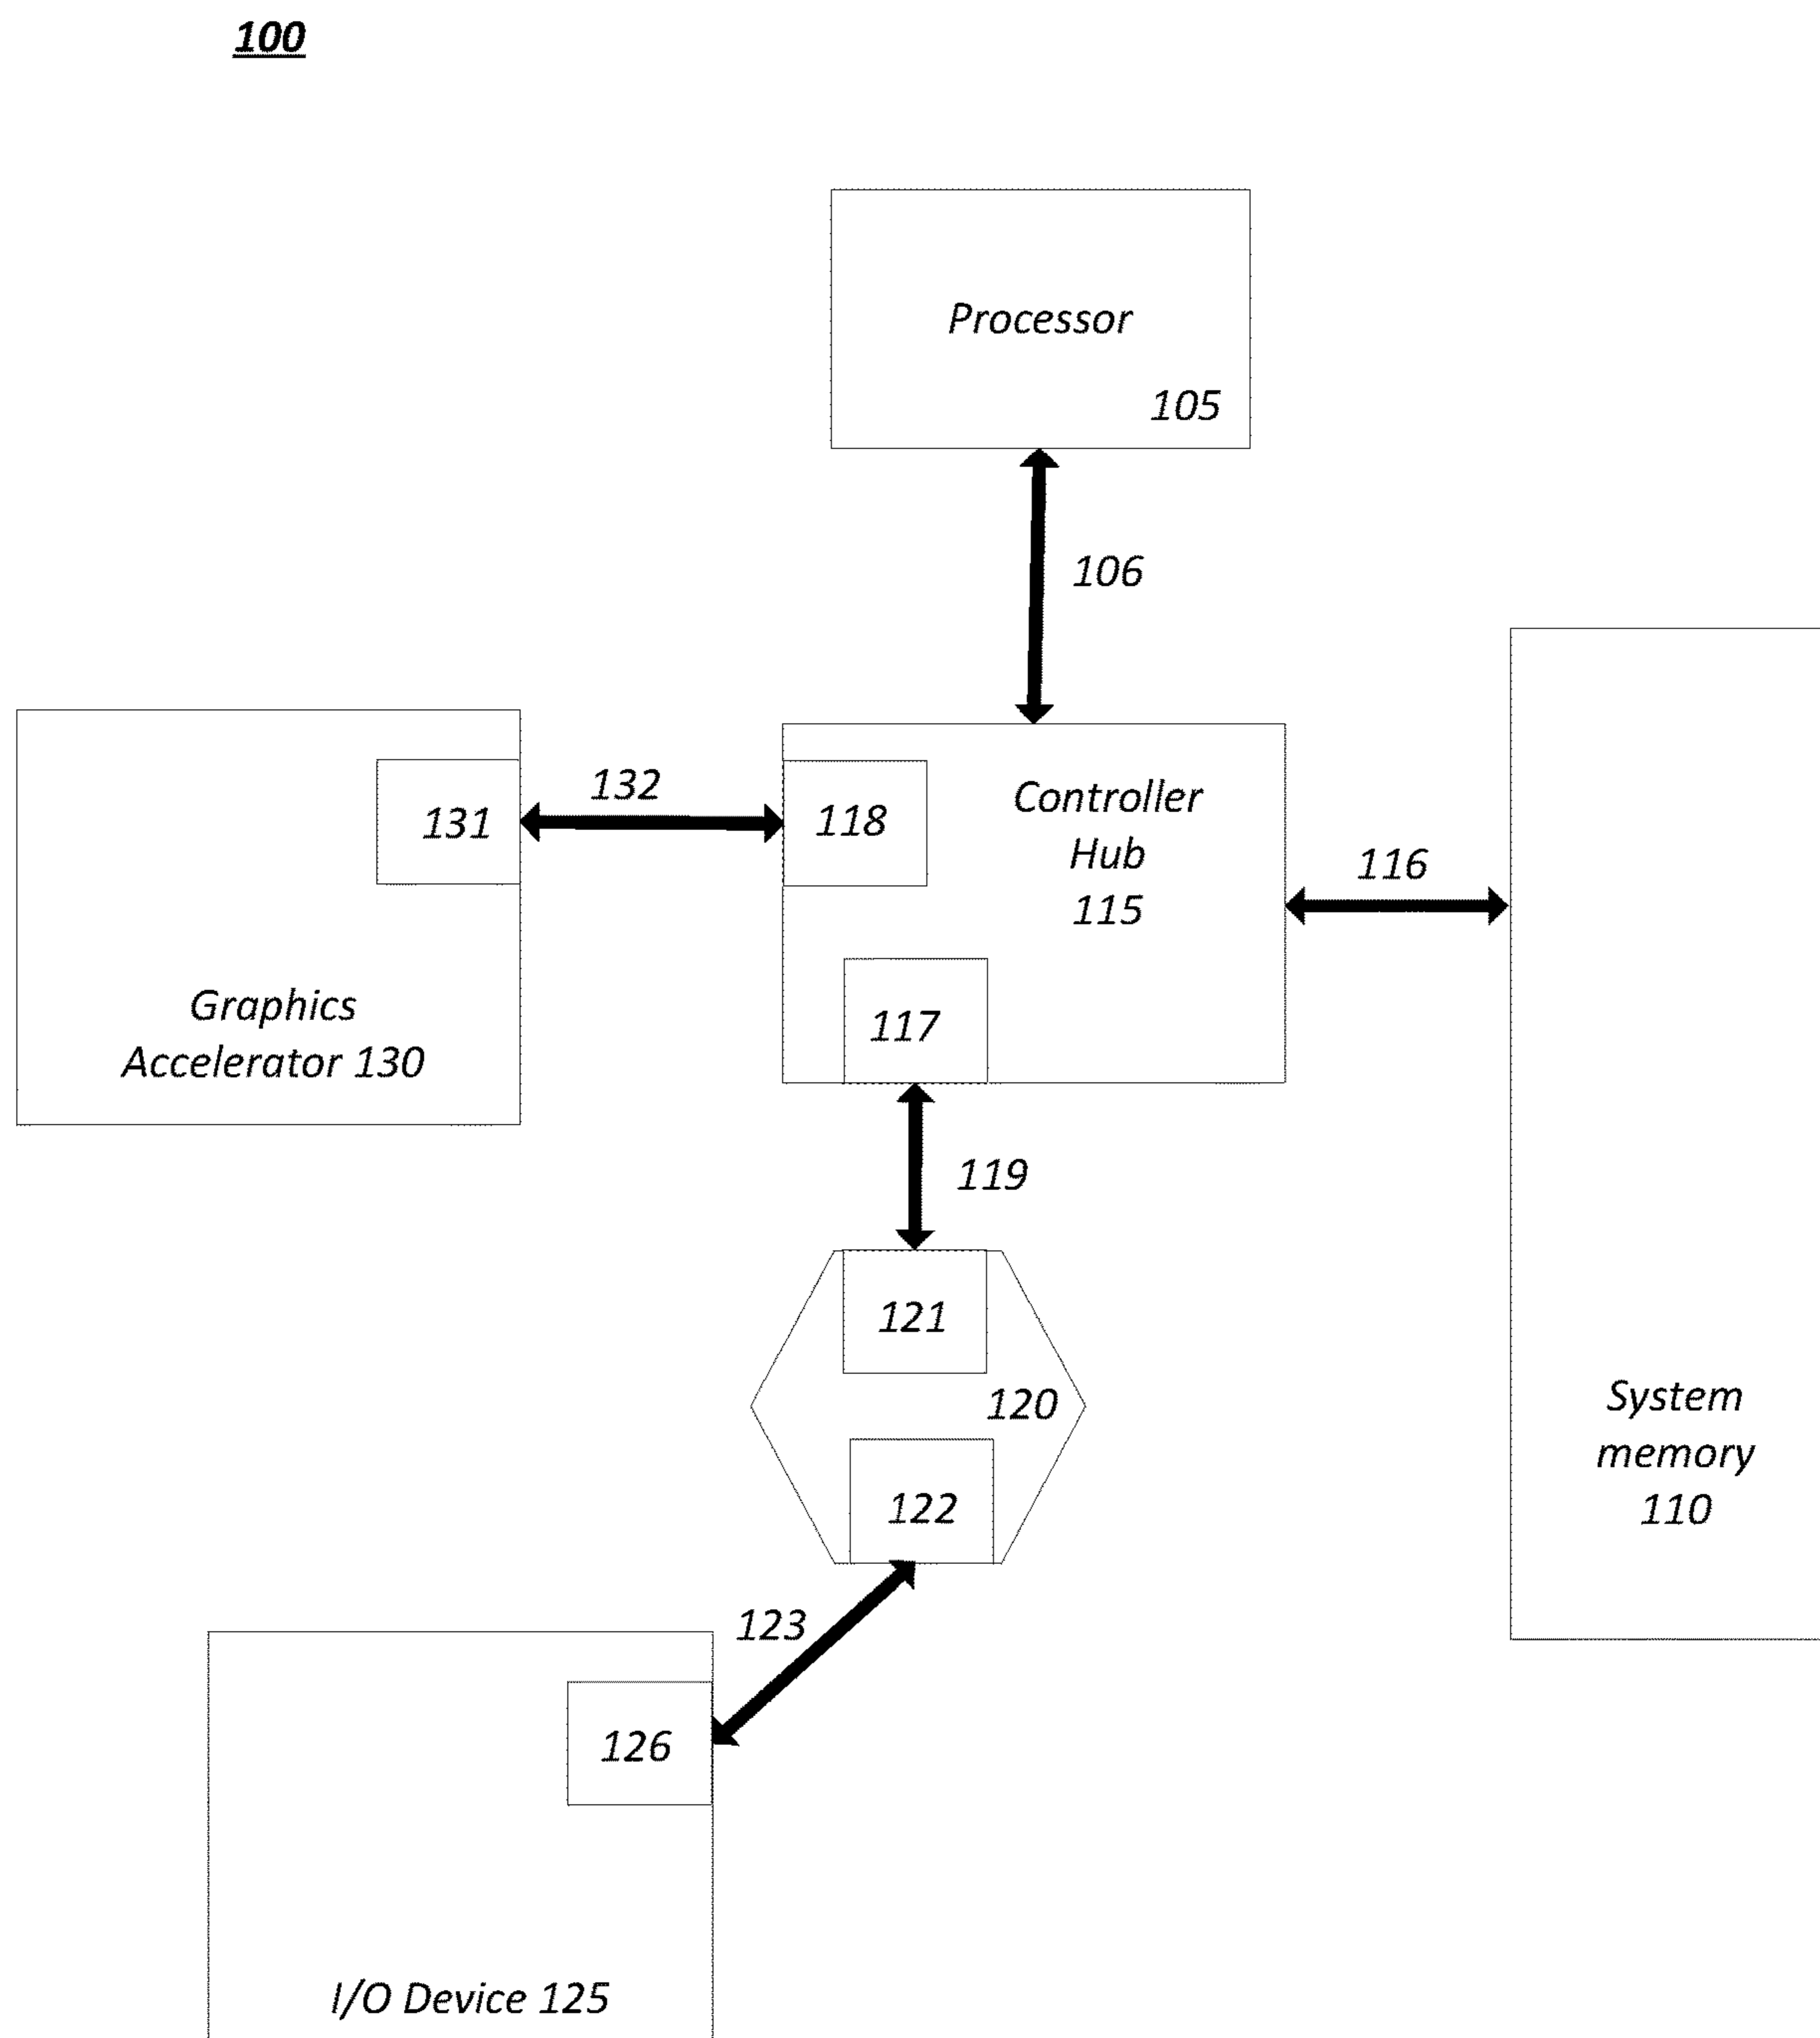 100
Processor
105
106
132
131
118
Controller
Hub
115
116
Graphics
Accelerator 130
117
119
121
120
122
System
memory
110
123
126
I/O Device 125